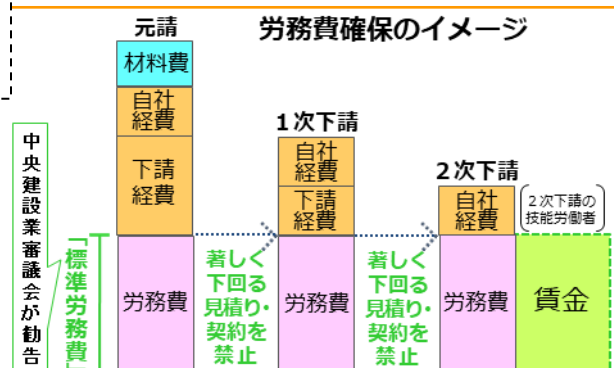 労務費確保のイメージ
元請
材料費
自社
経費
下請
経費
労務費
1次下請
自社
経費
下請
経費
労務費
2次下請
自社
経費
労務費
2次下請の
技能労働者
賃金
著しく
下回る
見積り・
契約を
禁止
著しく
下回る
見積り・
契約を
禁止
中央建設業審議会が勧告
「標準労務費」